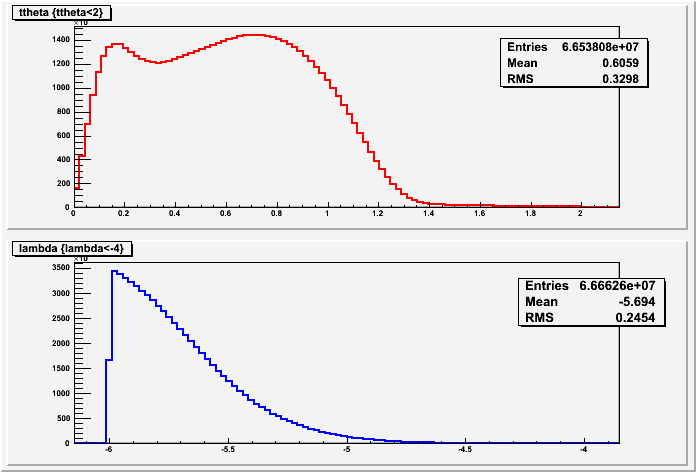 ttheta {ttheta<2}
Entries 6.653808e+07
Mean 0.6059
RMS 0.3298
1400
1200
1000
800
600
400
200
0
0 0.2 0.4 0.6 0.8 1 1.2 1.4 1.6 1.8 2
lambda {lambda<-4}
Entries 6.66626e+07
Mean -5.694
RMS 0.2454
3500
3000
2500
2000
1500
1000
500
0
-6 -5.5 -5 -4.5 -4